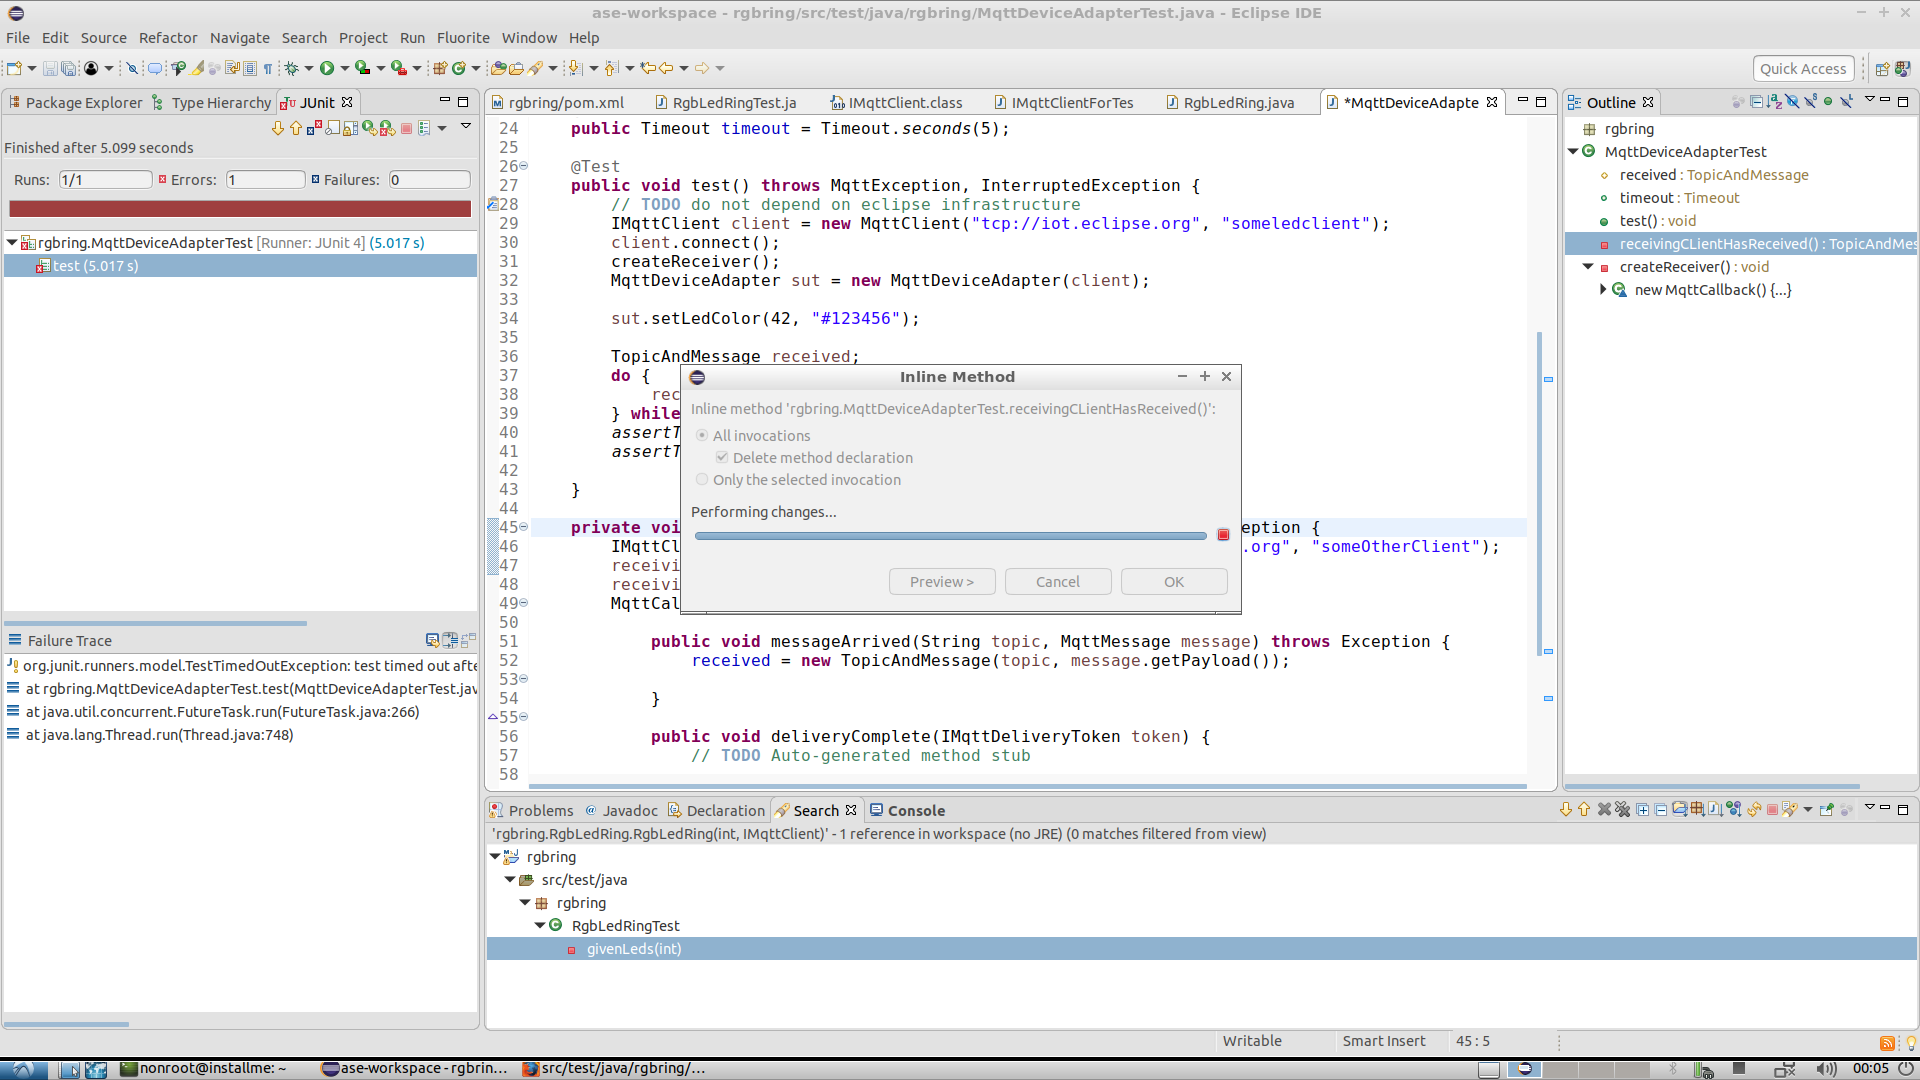 ase-workspace - rgbring/src/test/java/rgbring/MqttDeviceAdapterTest.java - Eclipse IDE
File Edit Source Refactor Navigate Search Project Run Fluorite Window Help
Quick Access
Package Explorer Type Hierarchy JUnit
Finished after 5.099 seconds
Runs: 1/1 Errors: 1 Failures: 0
rgbring.MqttDeviceAdapterTest [Runner: JUnit 4] (5.017 s)
test (5.017 s)
Failure Trace
org.junit.runners.model.TestTimedOutException: test timed out afte
at rgbring.MqttDeviceAdapterTest.test(MqttDeviceAdapterTest.jav
at java.util.concurrent.FutureTask.run(FutureTask.java:266)
at java.lang.Thread.run(Thread.java:748)
rgbring/pom.xml RgbLedRingTest.ja IMqttClient.class IMqttClientForTes RgbLedRing.java *MqttDeviceAdapte
24 public Timeout timeout = Timeout.seconds(5);
25
26 @Test
27 public void test() throws MqttException, InterruptedException {
28 // TODO do not depend on eclipse infrastructure
29 IMqttClient client = new MqttClient("tcp://iot.eclipse.org", "someledclient");
30 client.connect();
31 createReceiver();
32 MqttDeviceAdapter sut = new MqttDeviceAdapter(client);
33
34 sut.setLedColor(42, "#123456");
35
36 TopicAndMessage received;
37 do {
38 rec
39 } while
40 assertT
41 assertT
42
43 }
44
45 private voi eption {
46 IMqttCl .org", "someOtherClient");
47 receivi
48 receivi
49 MqttCal
50
51 public void messageArrived(String topic, MqttMessage message) throws Exception {
52 received = new TopicAndMessage(topic, message.getPayload());
53
54 }
55
56 public void deliveryComplete(IMqttDeliveryToken token) {
57 // TODO Auto-generated method stub
58
Inline Method
Inline method 'rgbring.MqttDeviceAdapterTest.receivingCLientHasReceived()':
All invocations
Delete method declaration
Only the selected invocation
Performing changes...
Preview > Cancel OK
Outline
rgbring
MqttDeviceAdapterTest
received : TopicAndMessage
timeout : Timeout
test() : void
receivingCLientHasReceived() : TopicAndMes
createReceiver() : void
new MqttCallback() {...}
Problems Javadoc Declaration Search Console
'rgbring.RgbLedRing.RgbLedRing(int, IMqttClient)' - 1 reference in workspace (no JRE) (0 matches filtered from view)
rgbring
src/test/java
rgbring
RgbLedRingTest
givenLeds(int)
Writable Smart Insert 45 : 5
nonroot@installme: ~ ase-workspace - rgbrin... src/test/java/rgbring/... 00:05